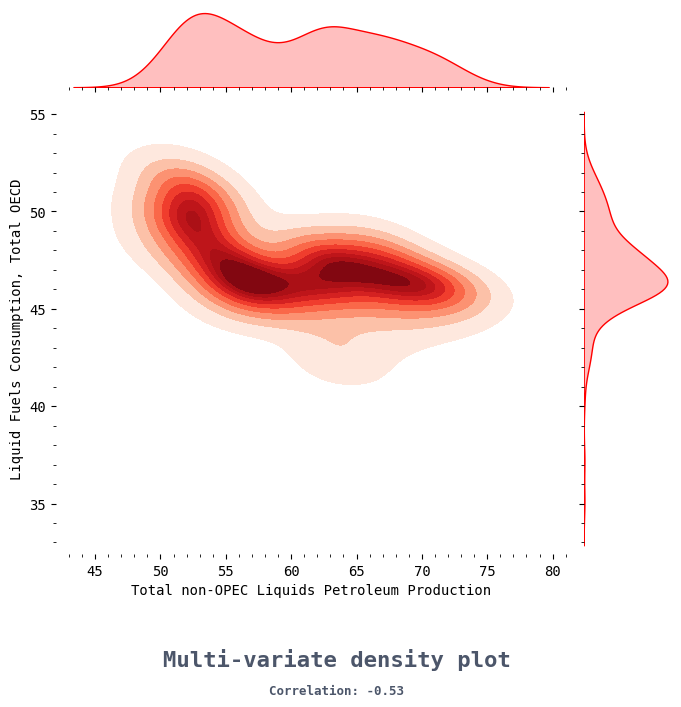 55
50
45
40
35
Liquid Fuels Consumption, Total OECD
45 50 55 60 65 70 75 80
Total non-OPEC Liquids Petroleum Production
Multi-variate density plot
Correlation: -0.53